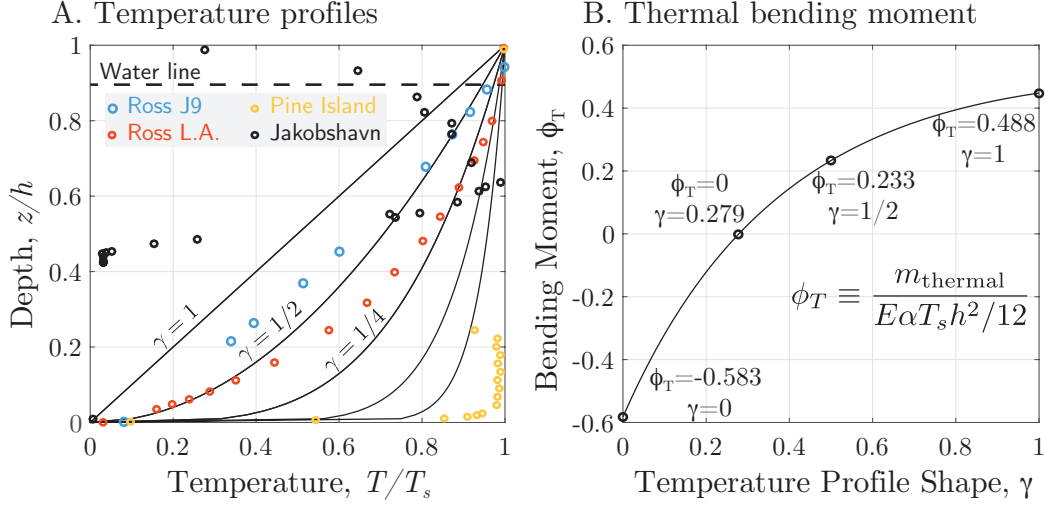 A. Temperature profiles
1
0.8
0.6
0.4
0.2
0
Depth, z/h
Water line
Ross J9
Pine Island
Ross L.A.
Jakobshavn
γ = 1
γ = 1/2
γ = 1/4
0 0.2 0.4 0.6 0.8 1
Temperature, T/T_s
B. Thermal bending moment
0.6
0.4
0.2
0
-0.2
-0.4
-0.6
Bending Moment, ϕ_T
ϕ_T=0.488
γ=1
ϕ_T=0
γ=0.279
ϕ_T=0.233
γ=1/2
ϕ_T ≡ m_thermal / EαT_sh²/12
ϕ_T=-0.583
γ=0
0 0.2 0.4 0.6 0.8 1
Temperature Profile Shape, γ